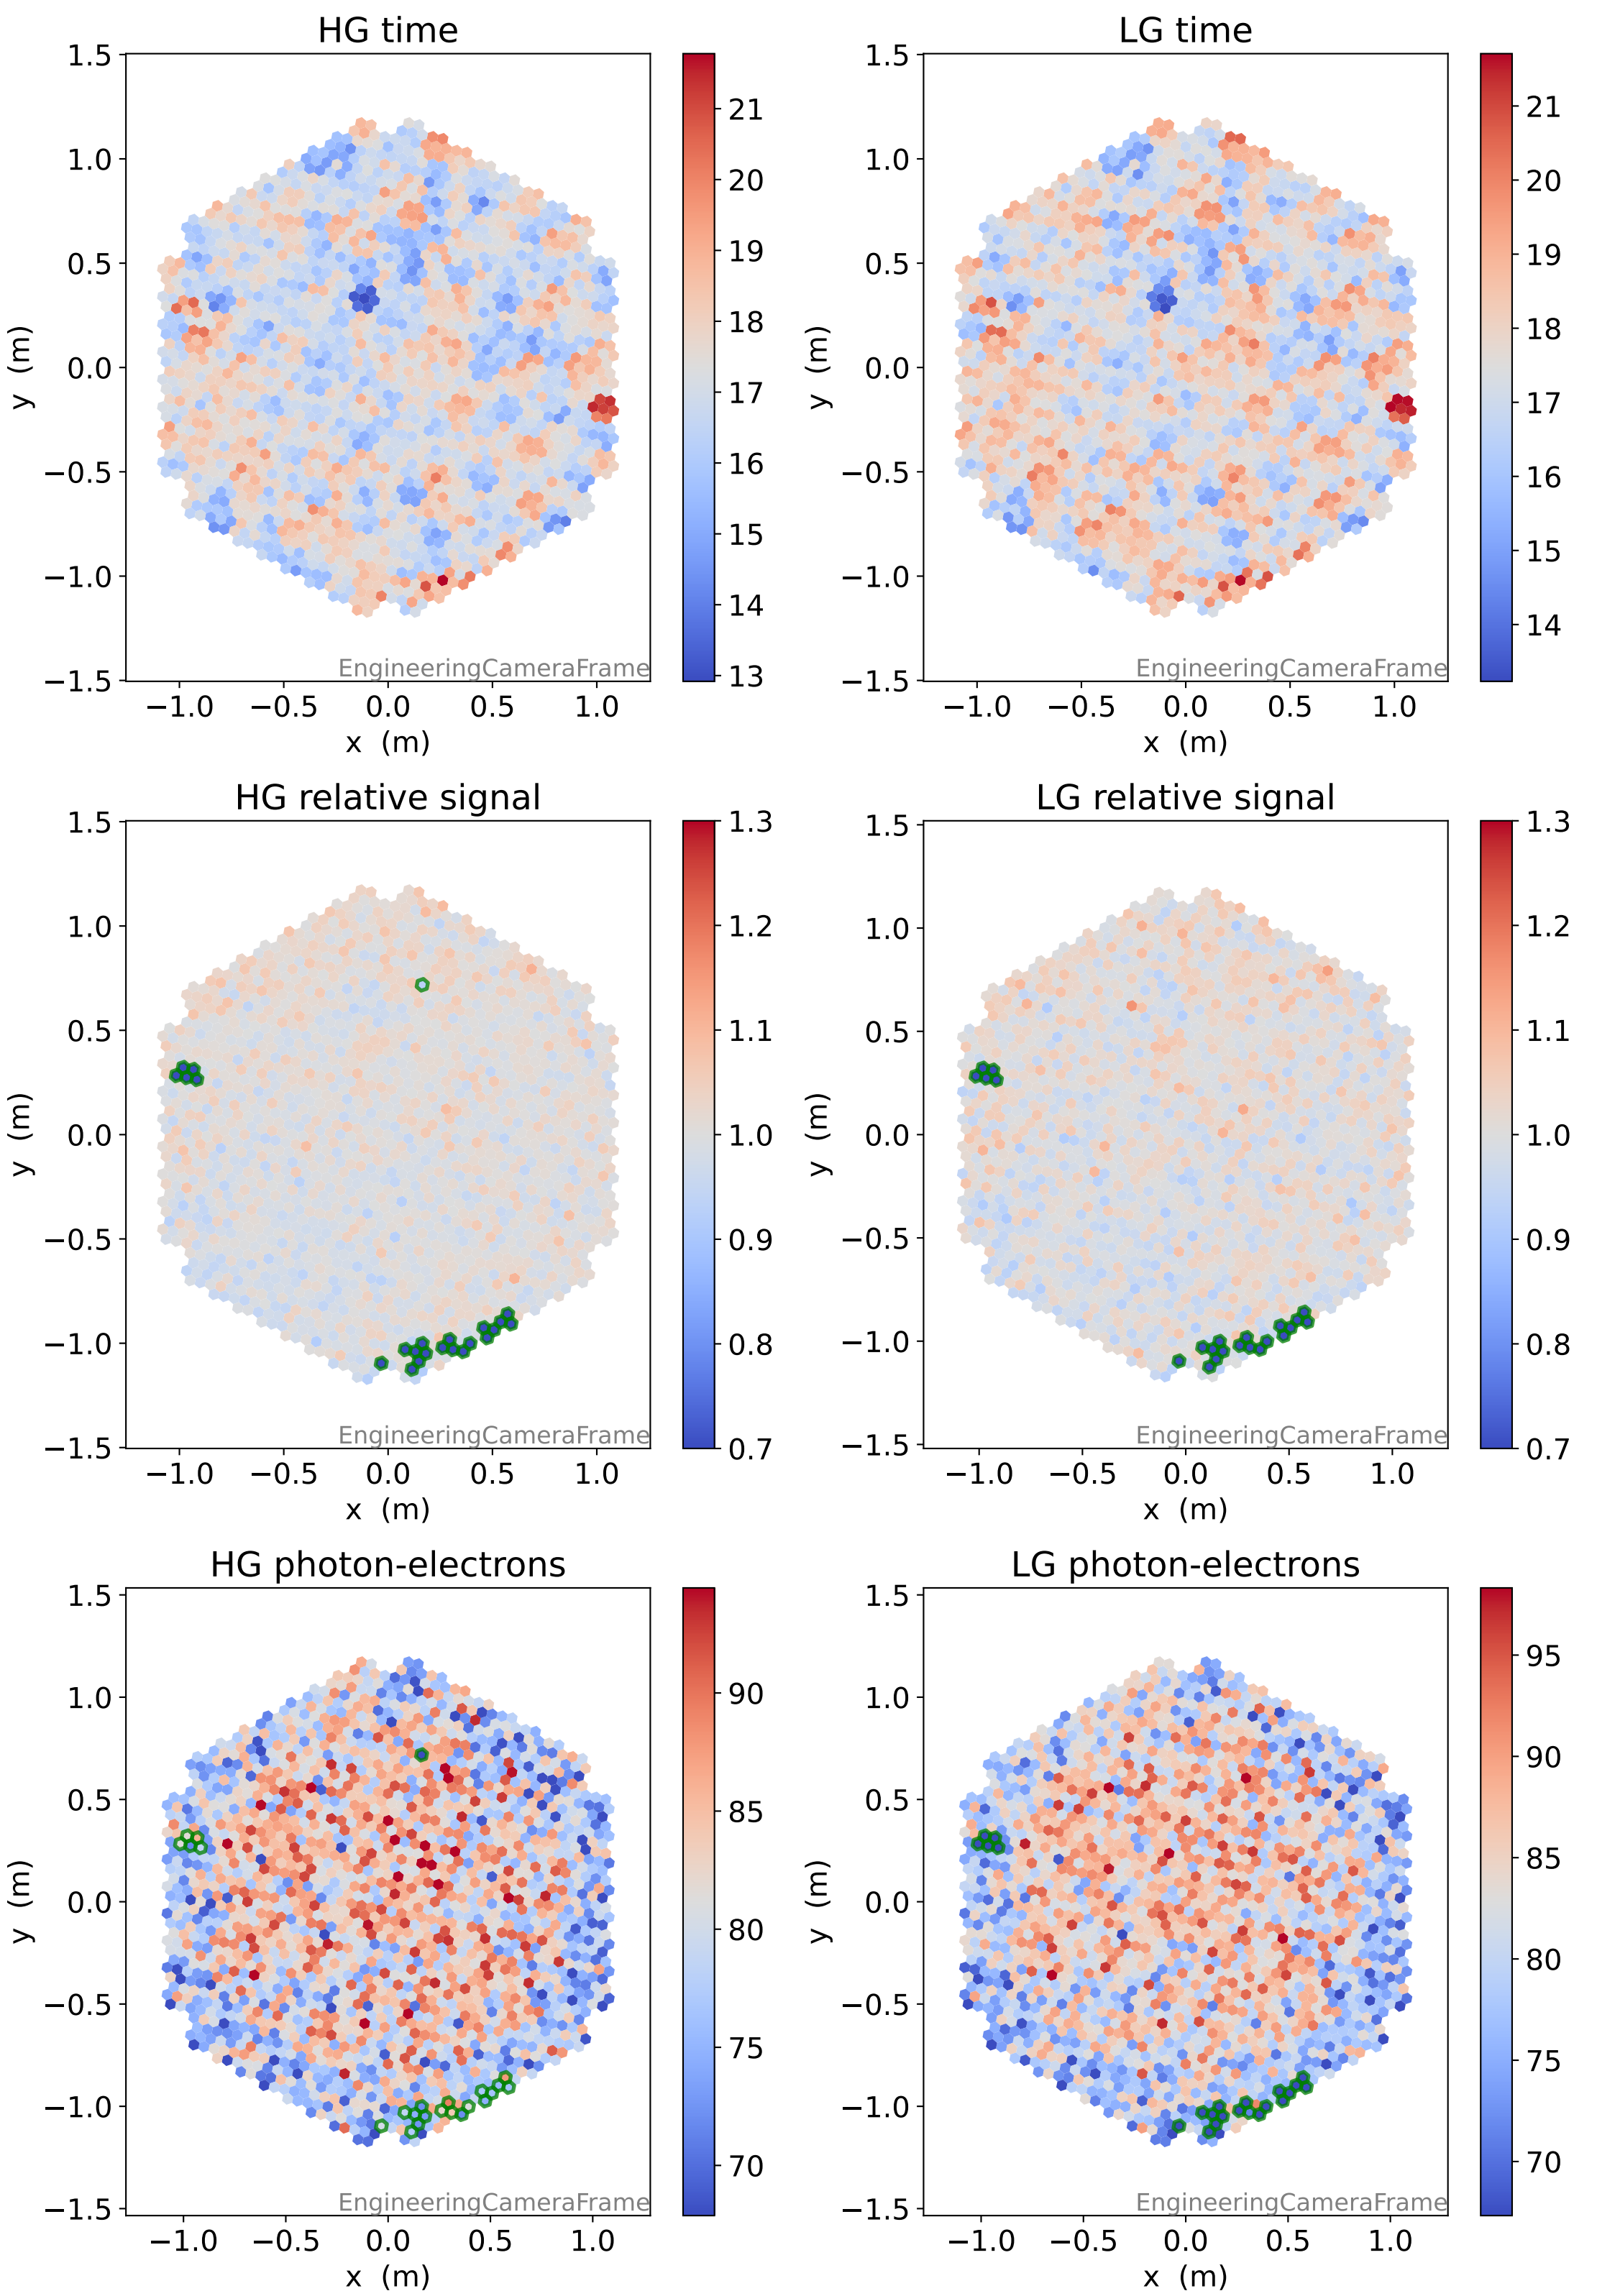 HG time
LG time
1.5
1.0
0.5
0.0
−0.5
−1.0
−1.5
y (m)
−1.0 −0.5 0.0 0.5 1.0
x (m)
EngineeringCameraFrame
21
20
19
18
17
16
15
14
13
1.5
1.0
0.5
0.0
−0.5
−1.0
−1.5
y (m)
−1.0 −0.5 0.0 0.5 1.0
x (m)
EngineeringCameraFrame
21
20
19
18
17
16
15
14
HG relative signal
LG relative signal
1.5
1.0
0.5
0.0
−0.5
−1.0
−1.5
y (m)
−1.0 −0.5 0.0 0.5 1.0
x (m)
EngineeringCameraFrame
1.3
1.2
1.1
1.0
0.9
0.8
0.7
1.5
1.0
0.5
0.0
−0.5
−1.0
−1.5
y (m)
−1.0 −0.5 0.0 0.5 1.0
x (m)
EngineeringCameraFrame
1.3
1.2
1.1
1.0
0.9
0.8
0.7
HG photon-electrons
LG photon-electrons
1.5
1.0
0.5
0.0
−0.5
−1.0
−1.5
y (m)
−1.0 −0.5 0.0 0.5 1.0
x (m)
EngineeringCameraFrame
90
85
80
75
70
1.5
1.0
0.5
0.0
−0.5
−1.0
−1.5
y (m)
−1.0 −0.5 0.0 0.5 1.0
x (m)
EngineeringCameraFrame
95
90
85
80
75
70